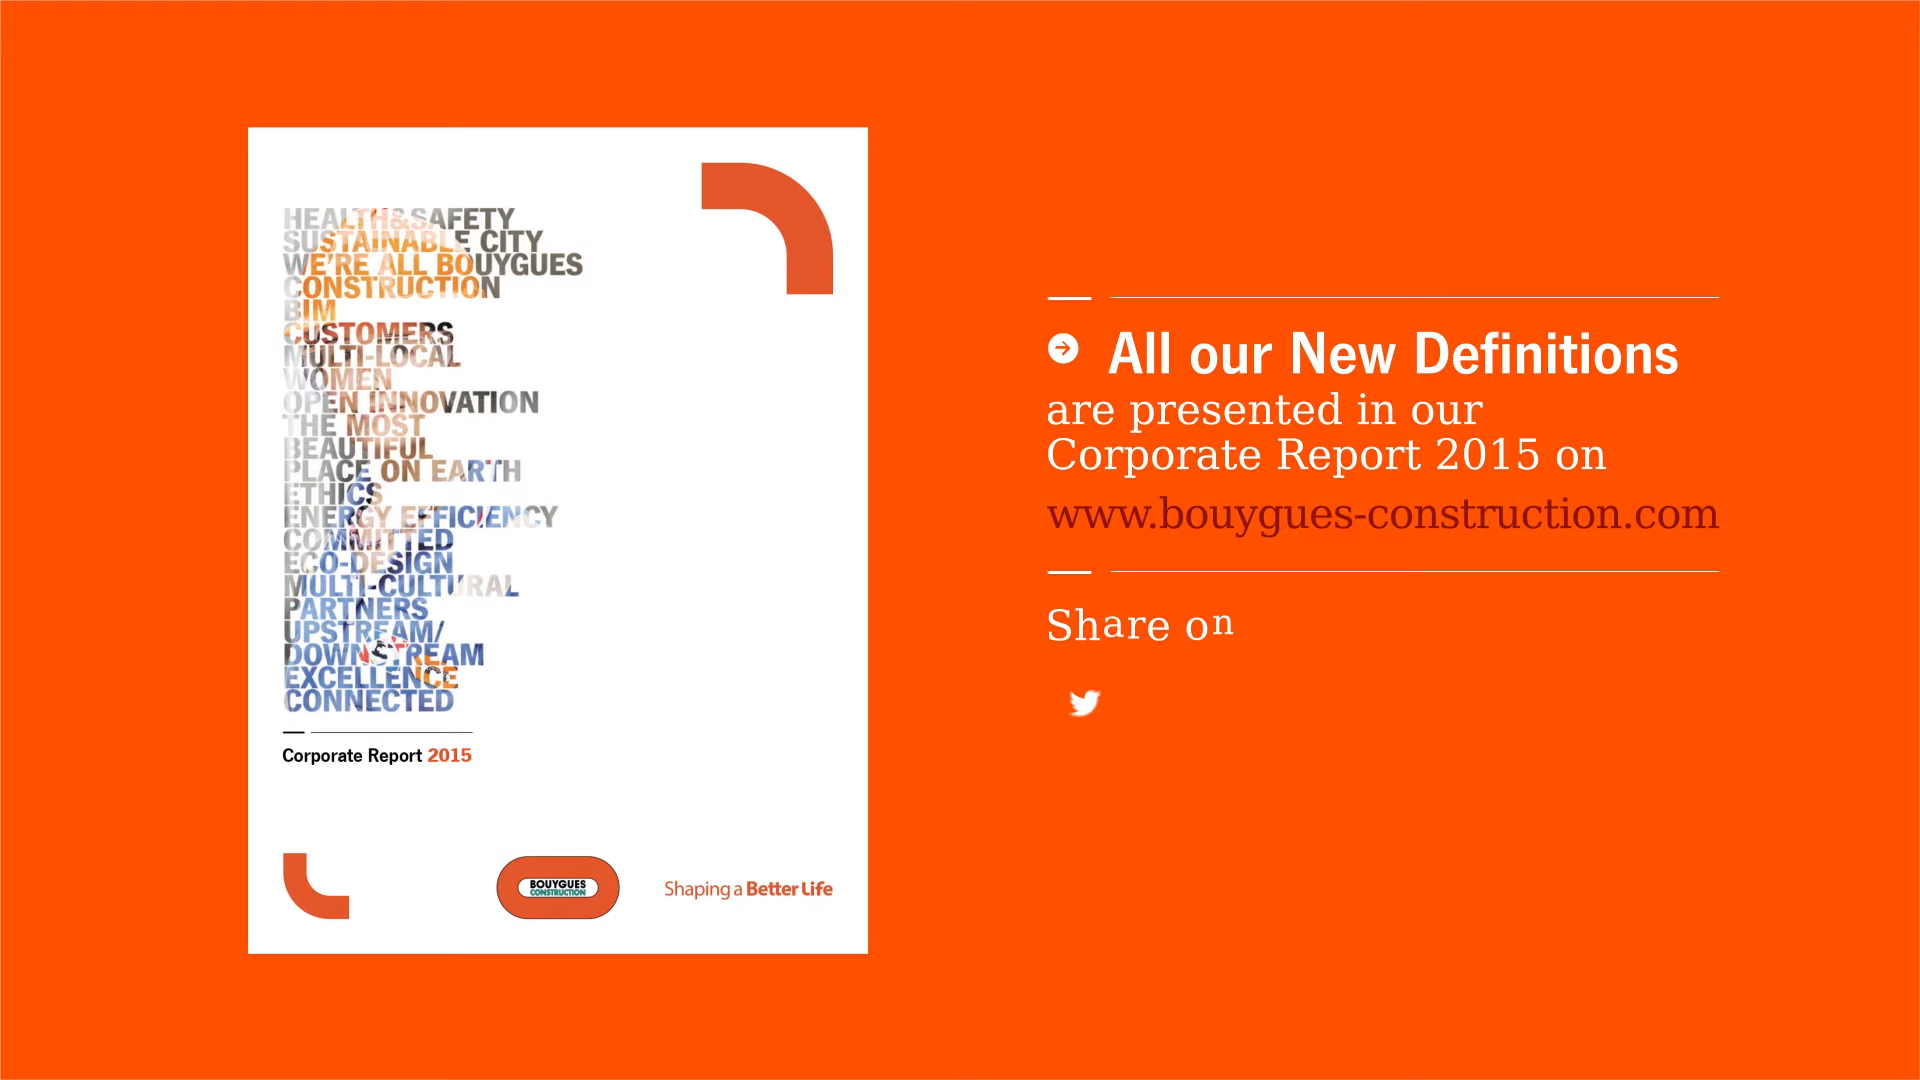 HEALTH&SAFETY
SUSTAINABLE CITY
WE'RE ALL BOUYGUES
CONSTRUCTION
BIM
CUSTOMERS
MULTI-LOCAL
WOMEN
OPEN INNOVATION
THE MOST
BEAUTIFUL
PLACE ON EARTH
ETHICS
ENERGY EFFICIENCY
COMMITTED
ECO-DESIGN
MULTI-CULTURAL
PARTNERS
UPSTREAM/
DOWNSTREAM
EXCELLENCE
CONNECTED
Corporate Report 2015
BOUYGUES
CONSTRUCTION
Shaping a Better Life
All our New Definitions
are presented in our
Corporate Report 2015 on
www.bouygues-construction.com
Share on